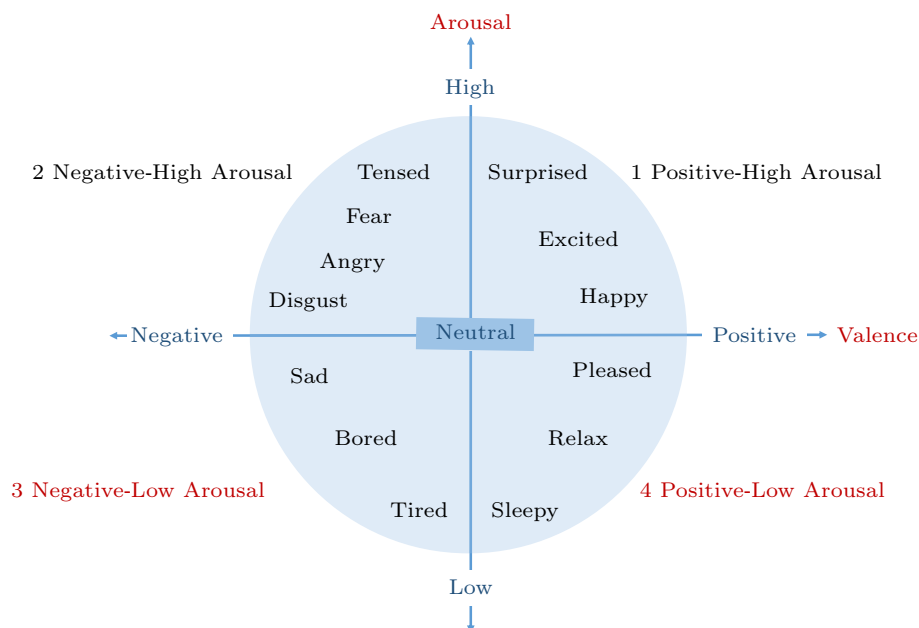 Arousal
High
2 Negative-High Arousal
Tensed
Surprised
1 Positive-High Arousal
Fear
Excited
Angry
Disgust
Happy
Negative
Neutral
Positive
Valence
Sad
Pleased
Bored
Relax
3 Negative-Low Arousal
4 Positive-Low Arousal
Tired
Sleepy
Low